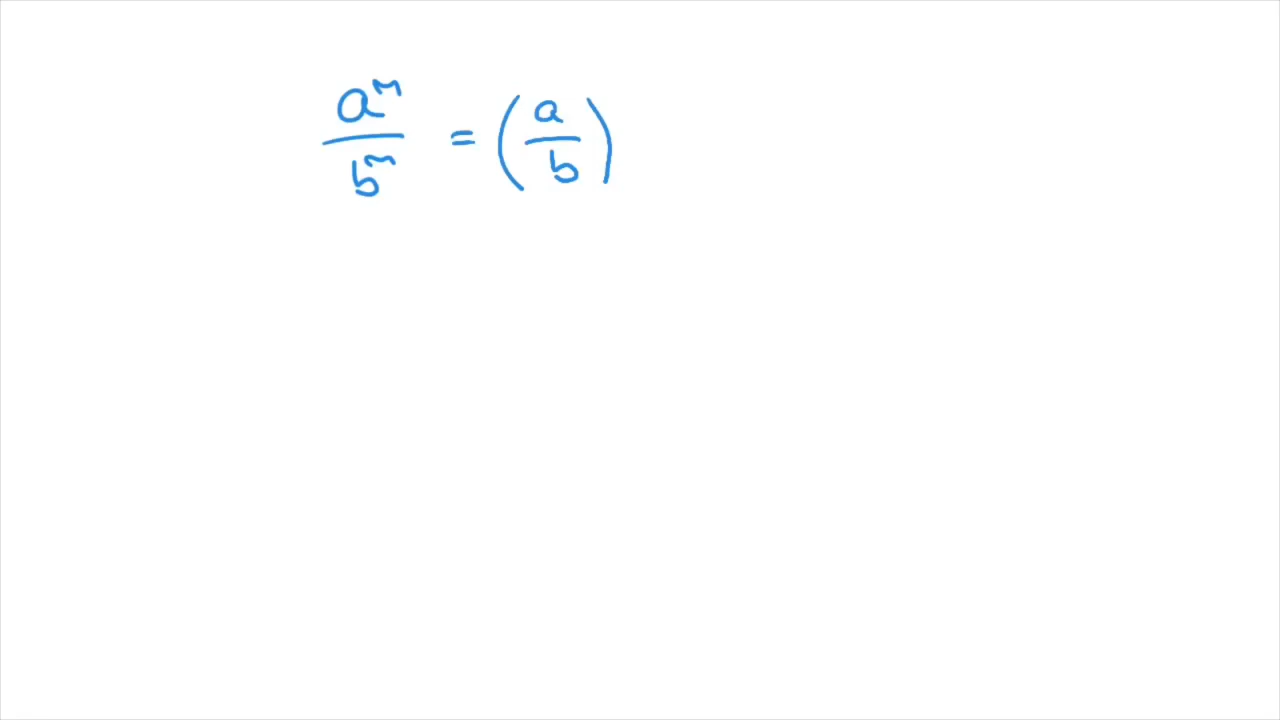 a^m / b^m = (a / b)